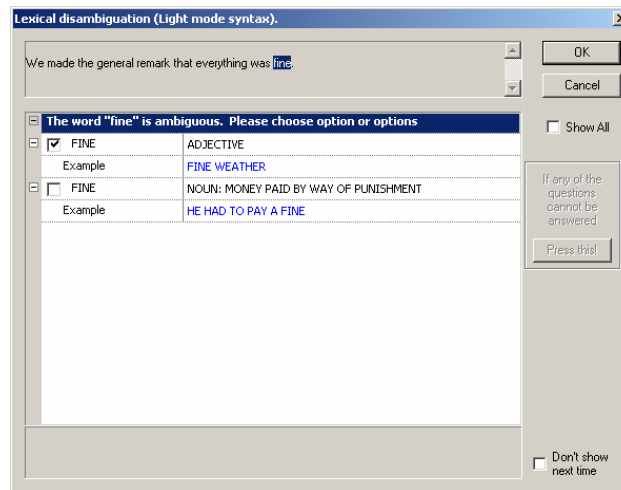 Lexical disambiguation (Light mode syntax).
We made the general remark that everything was fine.
OK
Cancel
Show All
The word "fine" is ambiguous. Please choose option or options
FINE ADJECTIVE
Example FINE WEATHER
FINE NOUN: MONEY PAID BY WAY OF PUNISHMENT
Example HE HAD TO PAY A FINE
If any of the
questions
cannot be
answered
Press this!
Don't show
next time